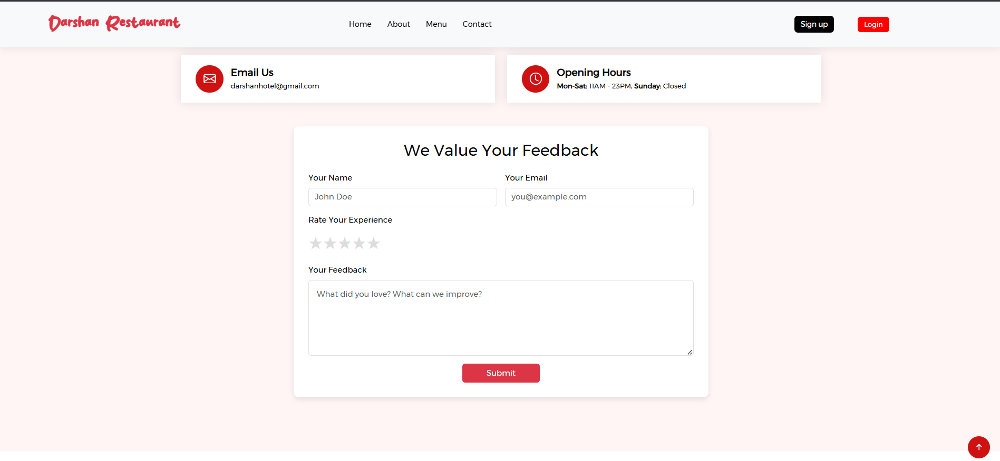 Darshan Restaurant
Home About Menu Contact
Sign up Login
Email Us
darshanhotel@gmail.com
Opening Hours
Mon-Sat: 11AM - 23PM; Sunday: Closed
We Value Your Feedback
Your Name
John Doe
Your Email
you@example.com
Rate Your Experience
Your Feedback
What did you love? What can we improve?
Submit